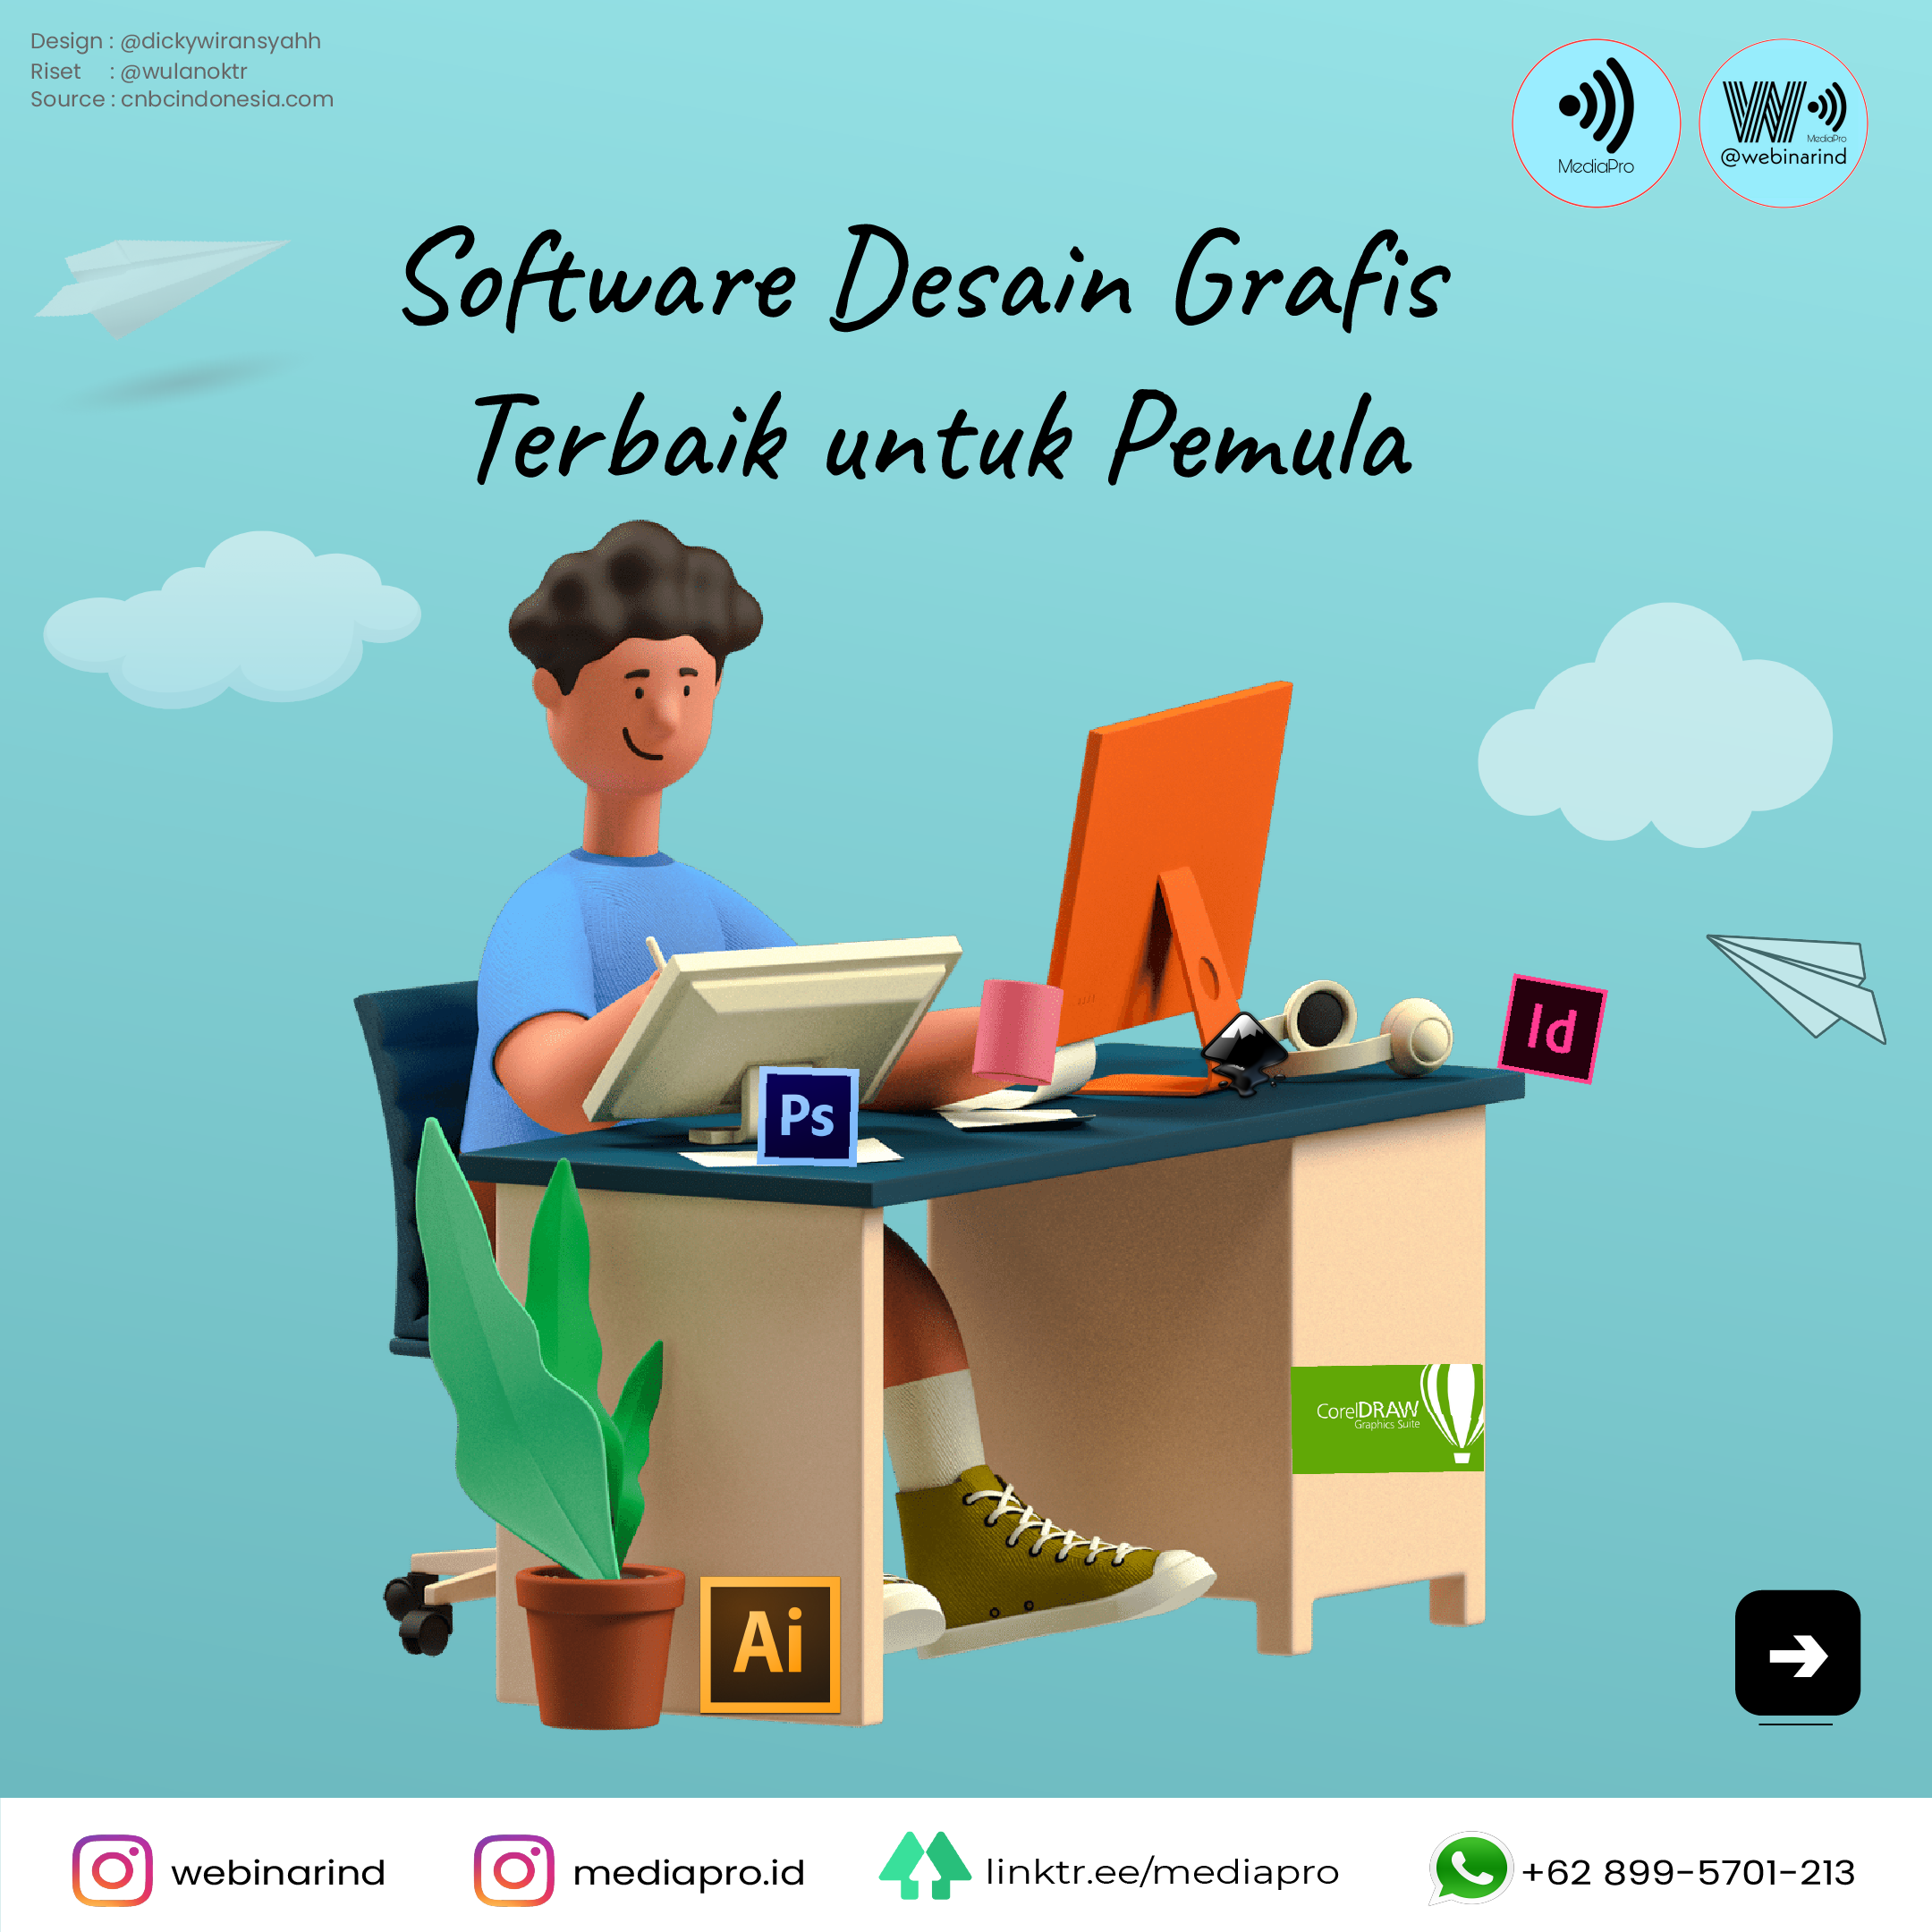 Design : @dickywiransyahh
Riset : @wulanoktr
Source : cnbcindonesia.com
MediaPro
W MediaPro
@webinarind
Software Desain Grafis
Terbaik untuk Pemula
Id
Ps
CorelDRAW
Graphics Suite
Ai
webinarind
mediapro.id
linktr.ee/mediapro
+62 899-5701-213